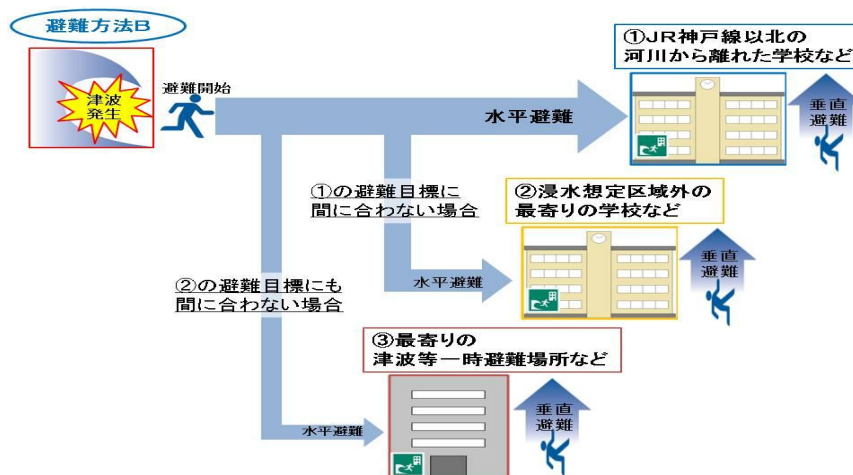 避難方法B
津波
発生
避難開始
水平避難
①JR神戸線以北の
河川から離れた学校など
垂直
避難
①の避難目標に
間に合わない場合
水平避難
②浸水想定区域外の
最寄りの学校など
垂直
避難
②の避難目標にも
間に合わない場合
水平避難
③最寄りの
津波等一時避難場所など
垂直
避難